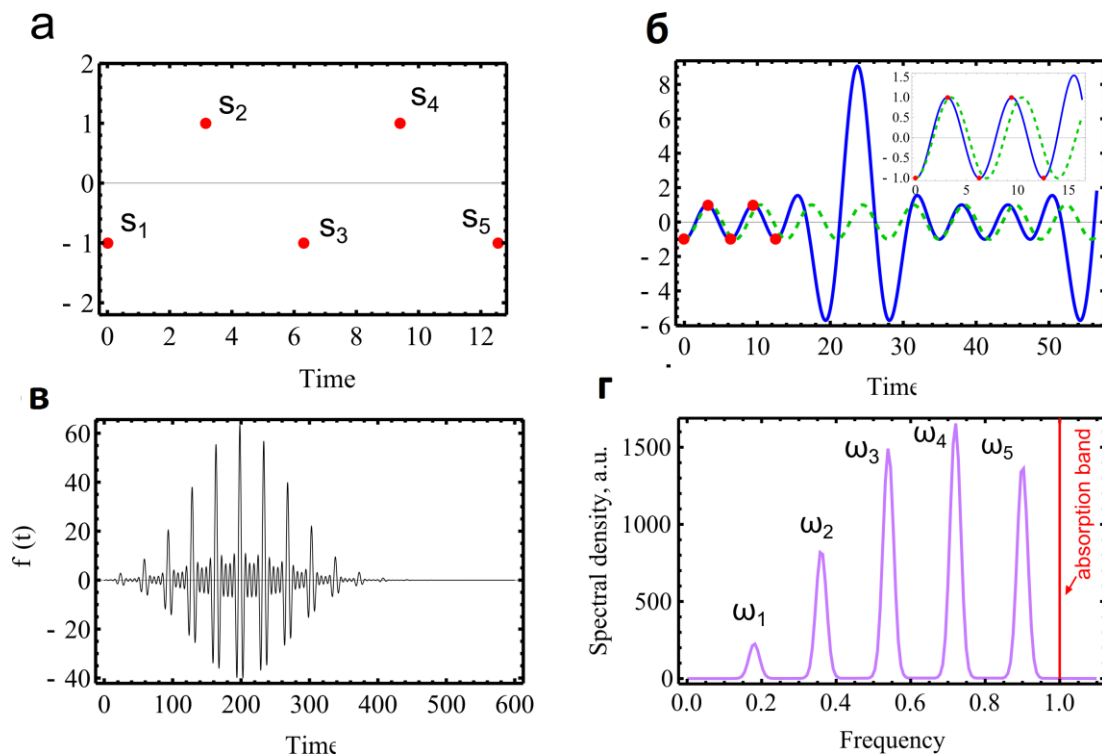 а
2
1
0
- 1
- 2
s1
s2
s3
s4
s5
0 2 4 6 8 10 12
Time
б
8
6
4
2
0
- 2
- 4
- 6
1.5
1.0
0.5
0.0
- 0.5
- 1.0
0 5 10 15
0 10 20 30 40 50
Time
в
f (t)
60
40
20
0
- 20
- 40
0 100 200 300 400 500 600
Time
г
Spectral density, a.u.
1500
1000
500
0
ω1
ω2
ω3
ω4
ω5
absorption band
0.0 0.2 0.4 0.6 0.8 1.0
Frequency